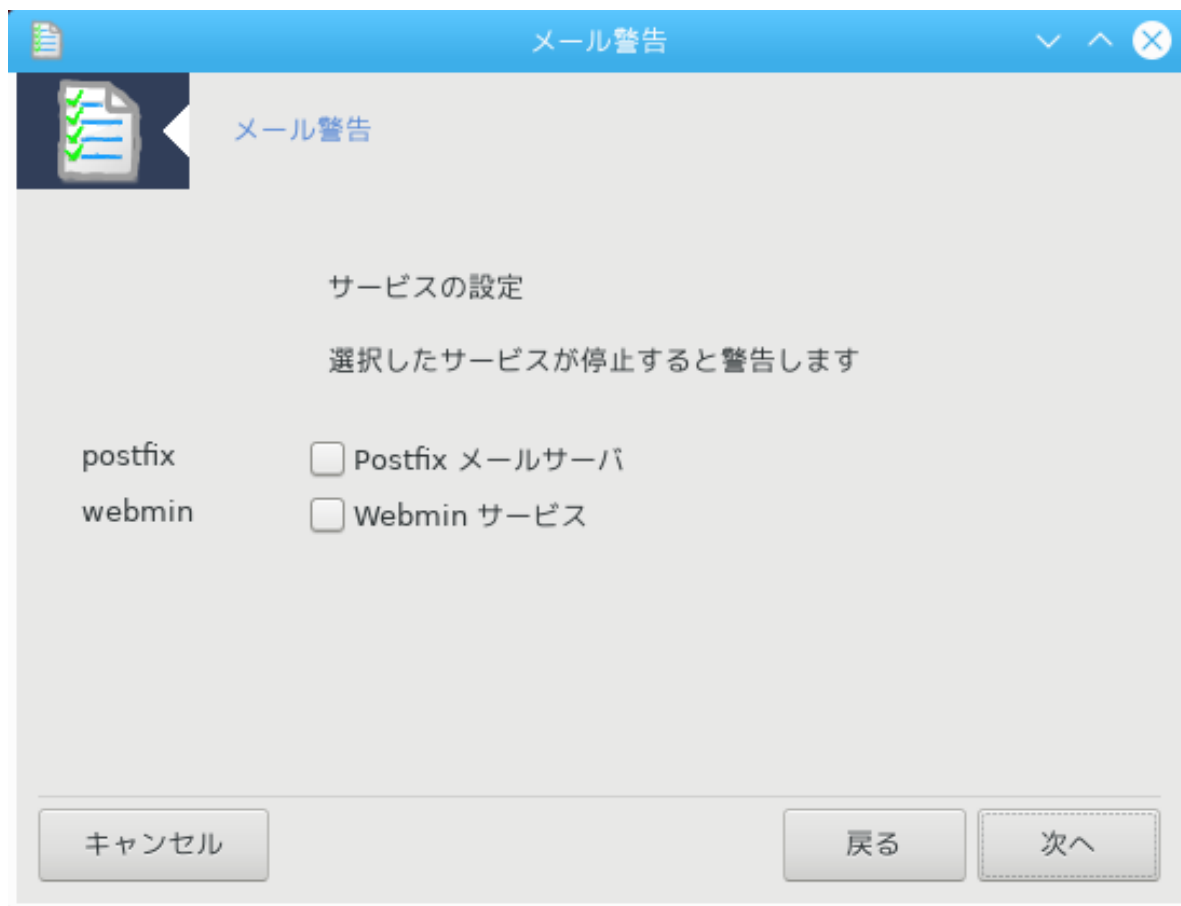 メール警告
メール警告
サービスの設定
選択したサービスが停止すると警告します
postfix Postfix メールサーバ
webmin Webmin サービス
キャンセル 戻る 次へ